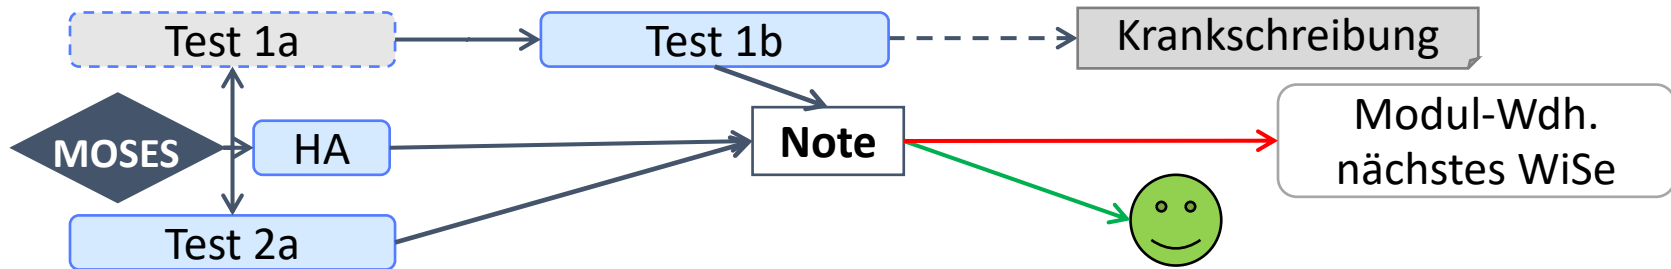 Test 1a
Test 1b
Krankschreibung
MOSES
HA
Note
Modul-Wdh.
nächstes WiSe
Test 2a